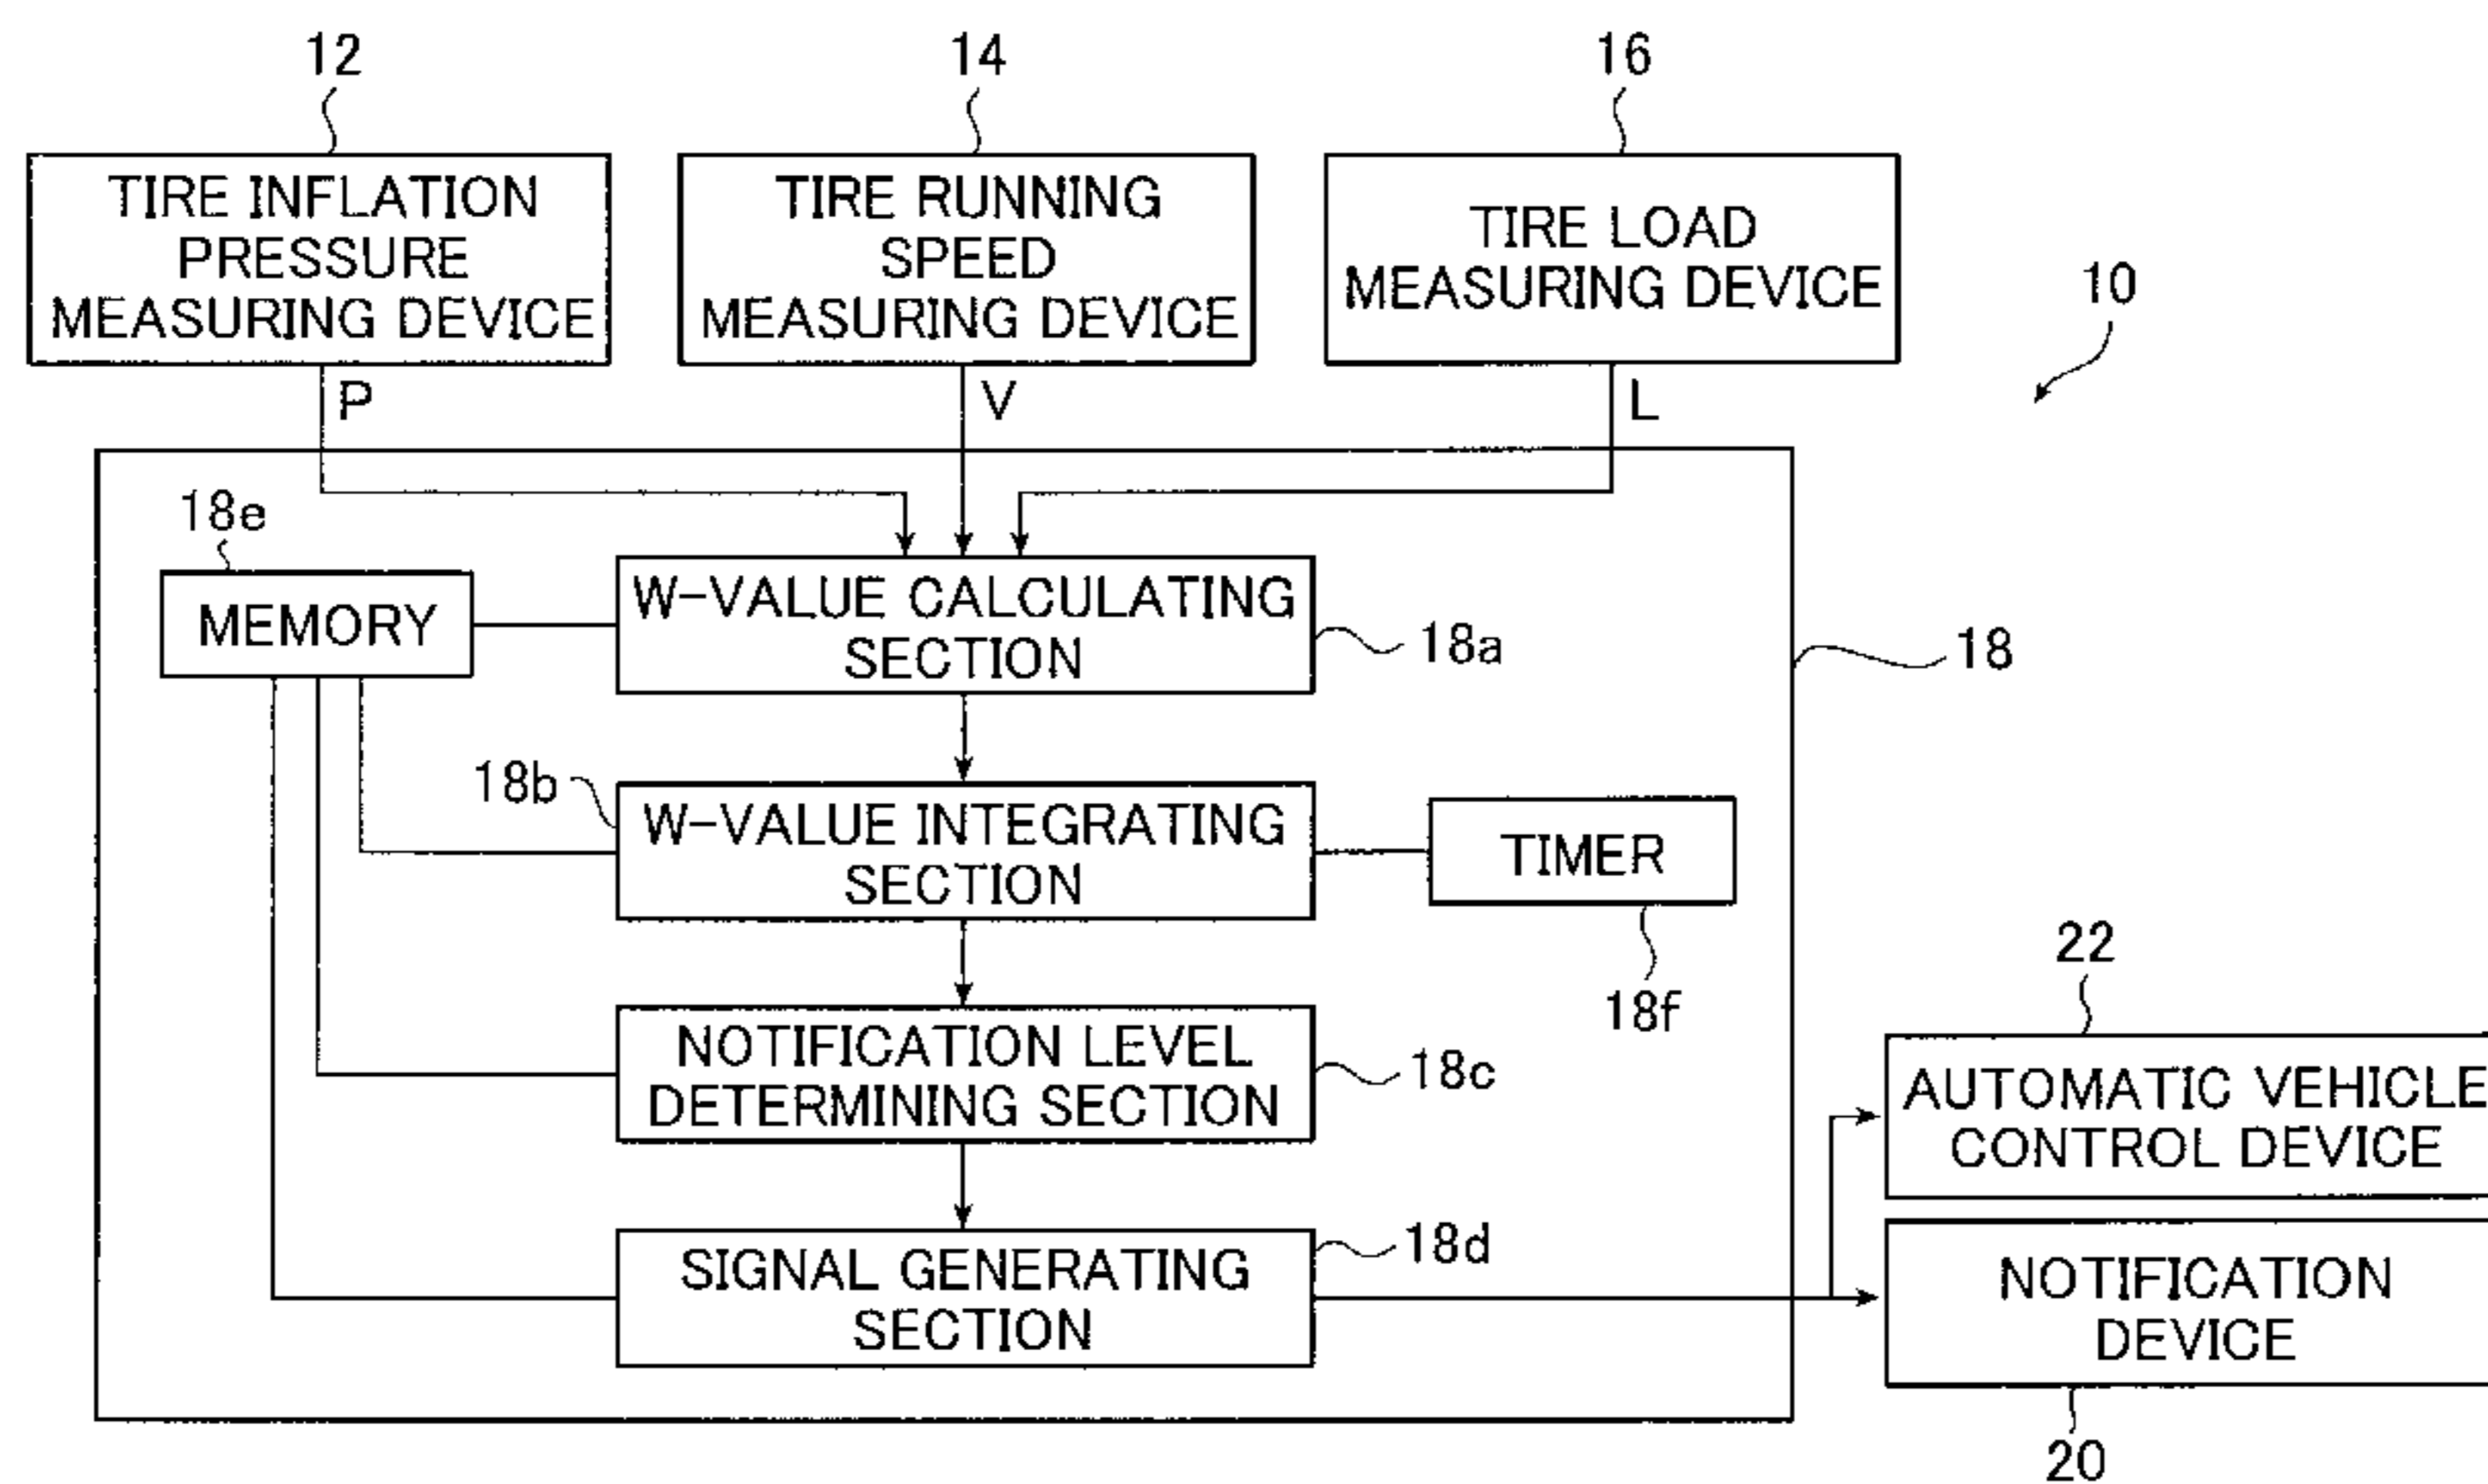 12
14
16
TIRE INFLATION
PRESSURE
MEASURING DEVICE
TIRE RUNNING
SPEED
MEASURING DEVICE
TIRE LOAD
MEASURING DEVICE
10
P
V
L
18e
MEMORY
W-VALUE CALCULATING
SECTION
18a
18
18b
W-VALUE INTEGRATING
SECTION
TIMER
18f
NOTIFICATION LEVEL
DETERMINING SECTION
18c
22
AUTOMATIC VEHICLE
CONTROL DEVICE
SIGNAL GENERATING
SECTION
18d
NOTIFICATION
DEVICE
20